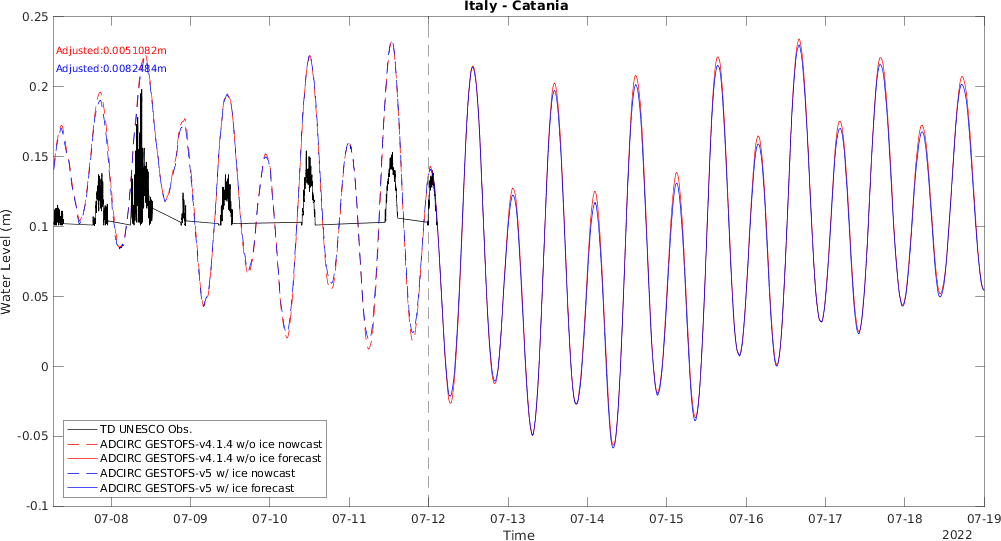 Italy - Catania
0.25
Adjusted:0.0051082m
Adjusted:0.0082484m
0.2
0.15
0.1
0.05
0
-0.05
-0.1
Water Level (m)
TD UNESCO Obs.
ADCIRC GESTOFS-v4.1.4 w/o ice nowcast
ADCIRC GESTOFS-v4.1.4 w/o ice forecast
ADCIRC GESTOFS-v5 w/ ice nowcast
ADCIRC GESTOFS-v5 w/ ice forecast
07-08 07-09 07-10 07-11 07-12 07-13 07-14 07-15 07-16 07-17 07-18 07-19
Time
2022